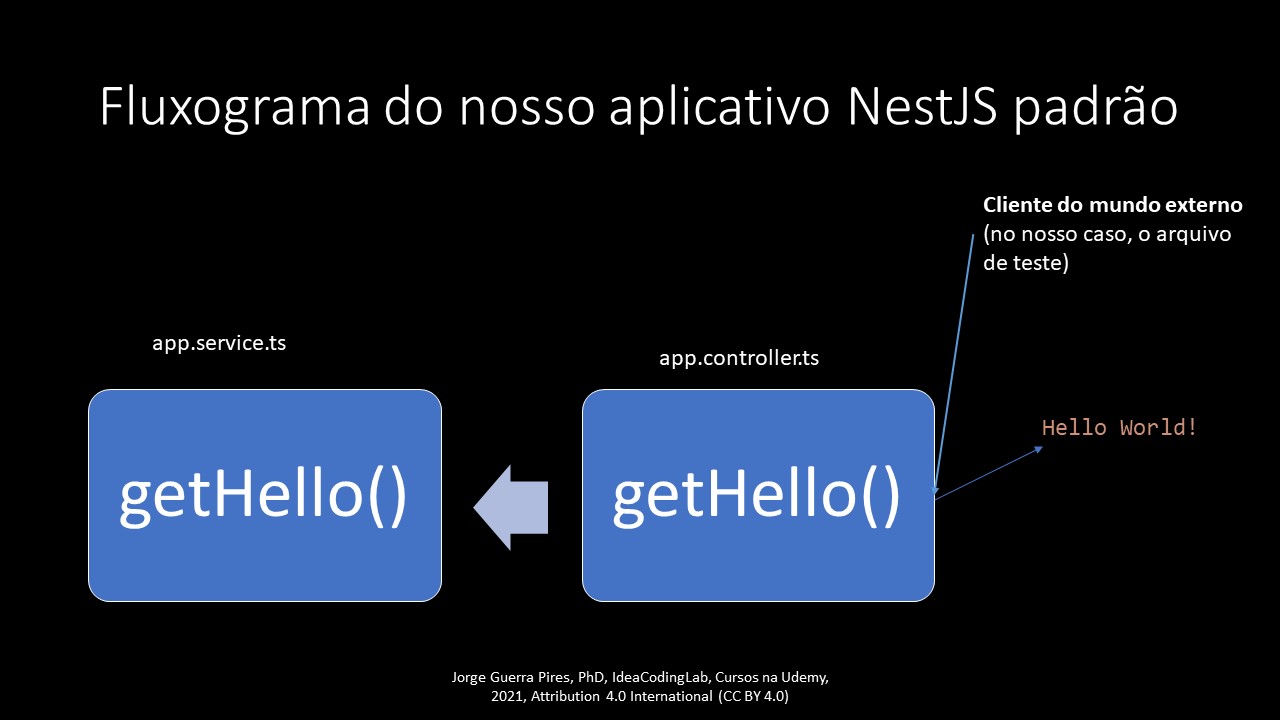 Fluxograma do nosso aplicativo NestJS padrão
Cliente do mundo externo
(no nosso caso, o arquivo
de teste)
app.service.ts
app.controller.ts
Hello World!
getHello()
getHello()
Jorge Guerra Pires, PhD, IdeaCodingLab, Cursos na Udemy,
2021, Attribution 4.0 International (CC BY 4.0)